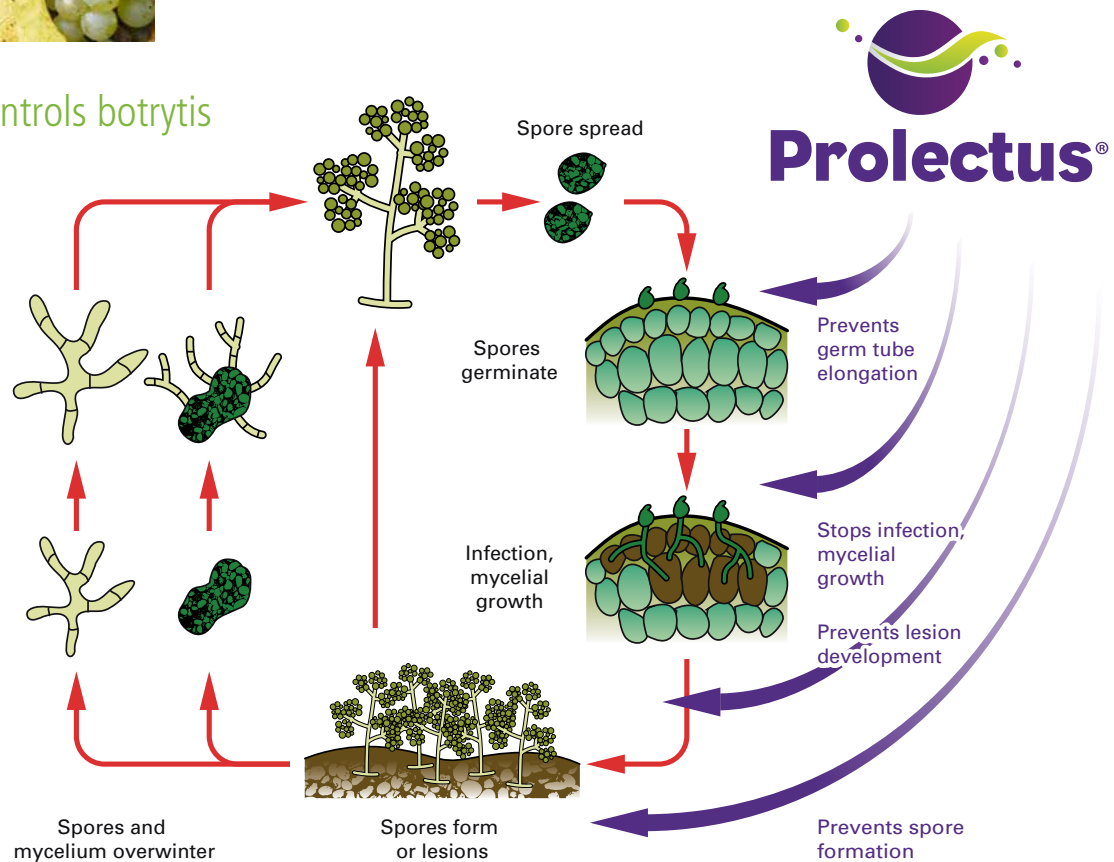 ntrols botrytis
Spore spread
Prolectus®
Spores
germinate
Prevents
germ tube
elongation
Infection,
mycelial
growth
Stops infection,
mycelial
growth
Prevents lesion
development
Spores and
mycelium overwinter
Spores form
or lesions
Prevents spore
formation